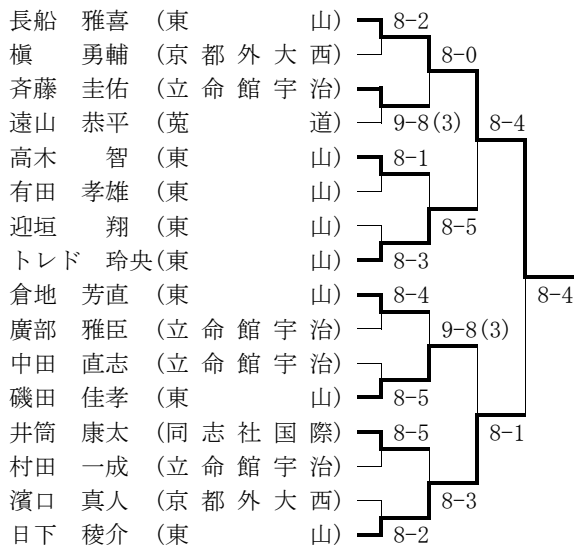 長船 雅喜 (東 山) 8-2
槇 勇輔 (京都外大西) 8-0
斉藤 圭佑 (立命館宇治)
遠山 恭平 (莵 道) 9-8(3) 8-4
高木 智 (東 山) 8-1
有田 孝雄 (東 山)
迎垣 翔 (東 山) 8-5
トレド 玲央(東 山) 8-3
倉地 芳直 (東 山) 8-4 8-4
廣部 雅臣 (立命館宇治) 9-8(3)
中田 直志 (立命館宇治)
磯田 佳孝 (東 山) 8-5
井筒 康太 (同志社国際) 8-5 8-1
村田 一成 (立命館宇治)
濱口 真人 (京都外大西) 8-3
日下 稜介 (東 山) 8-2